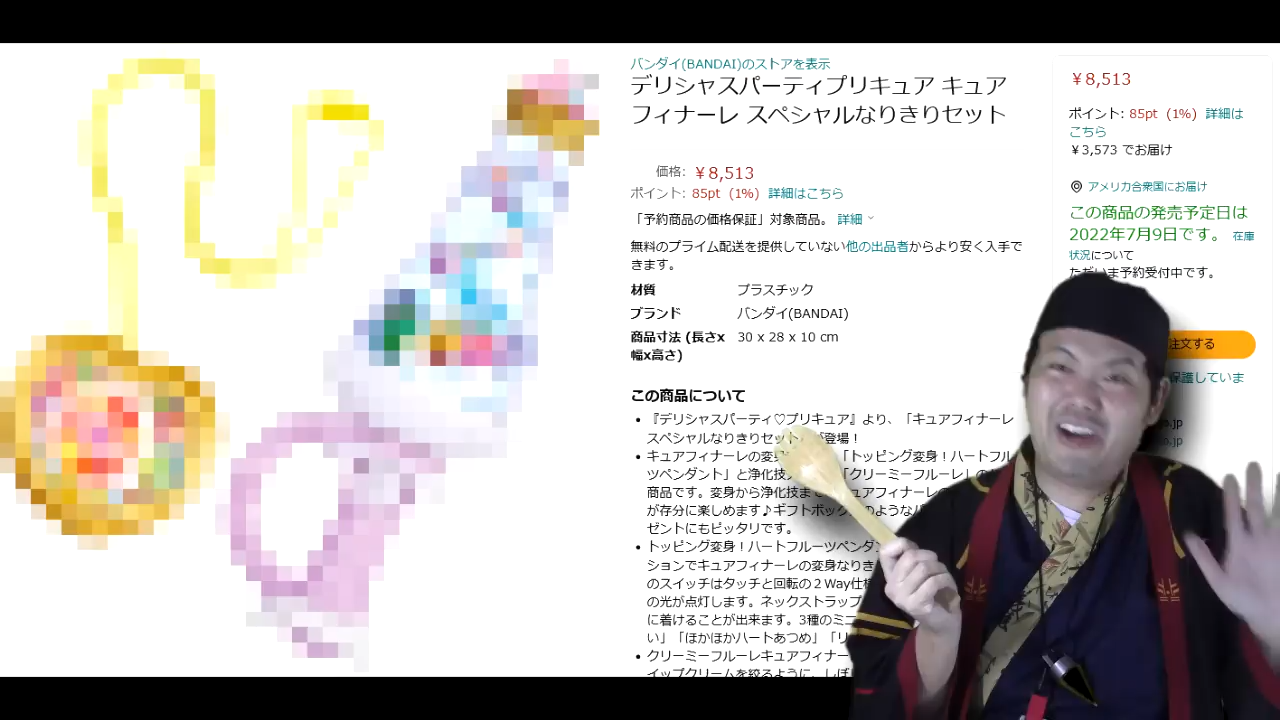 バンダイ(BANDAI)のストアを表示
デリシャスパーティプリキュア キュア
フィナーレ スペシャルなりきりセット
価格: ￥8,513
ポイント: 85pt (1%) 詳細はこちら
「予約商品の価格保証」対象商品。 詳細
無料のプライム配送を提供していない他の出品者からより安く入手で
きます。
材質 プラスチック
ブランド バンダイ(BANDAI)
商品寸法 (長さx 30 x 28 x 10 cm
幅x高さ)
この商品について
『デリシャスパーティ♡プリキュア』より、「キュアフィナーレ
スペシャルなりきりセット」が登場！
キュアフィナーレの変 「トッピング変身！ハートフル
ツペンダント」と浄化技 「クリーミーフルーレ」の
商品です。変身から浄化技まで ュアフィナーレの
が存分に楽しめます♪ギフトボック のような
ゼントにもピッタリです。
トッピング変身！ハートフルーツペンダ
ションでキュアフィナーレの変身なりき
のスイッチはタッチと回転の２Way仕
の光が点灯します。ネックストラップ
に着けることが出来ます。3種のミニ
い」「ほかほかハートあつめ」「リ
クリーミーフルーレキュアフィナー
イップクリームを絞るように、しぼ
￥8,513
ポイント: 85pt (1%) 詳細は
こちら
￥3,573 でお届け
アメリカ合衆国にお届け
この商品の発売予定日は
2022年7月9日です。 在庫
状況について
ただいま予約受付中です。
注文する
保護していま
o.jp
o.jp